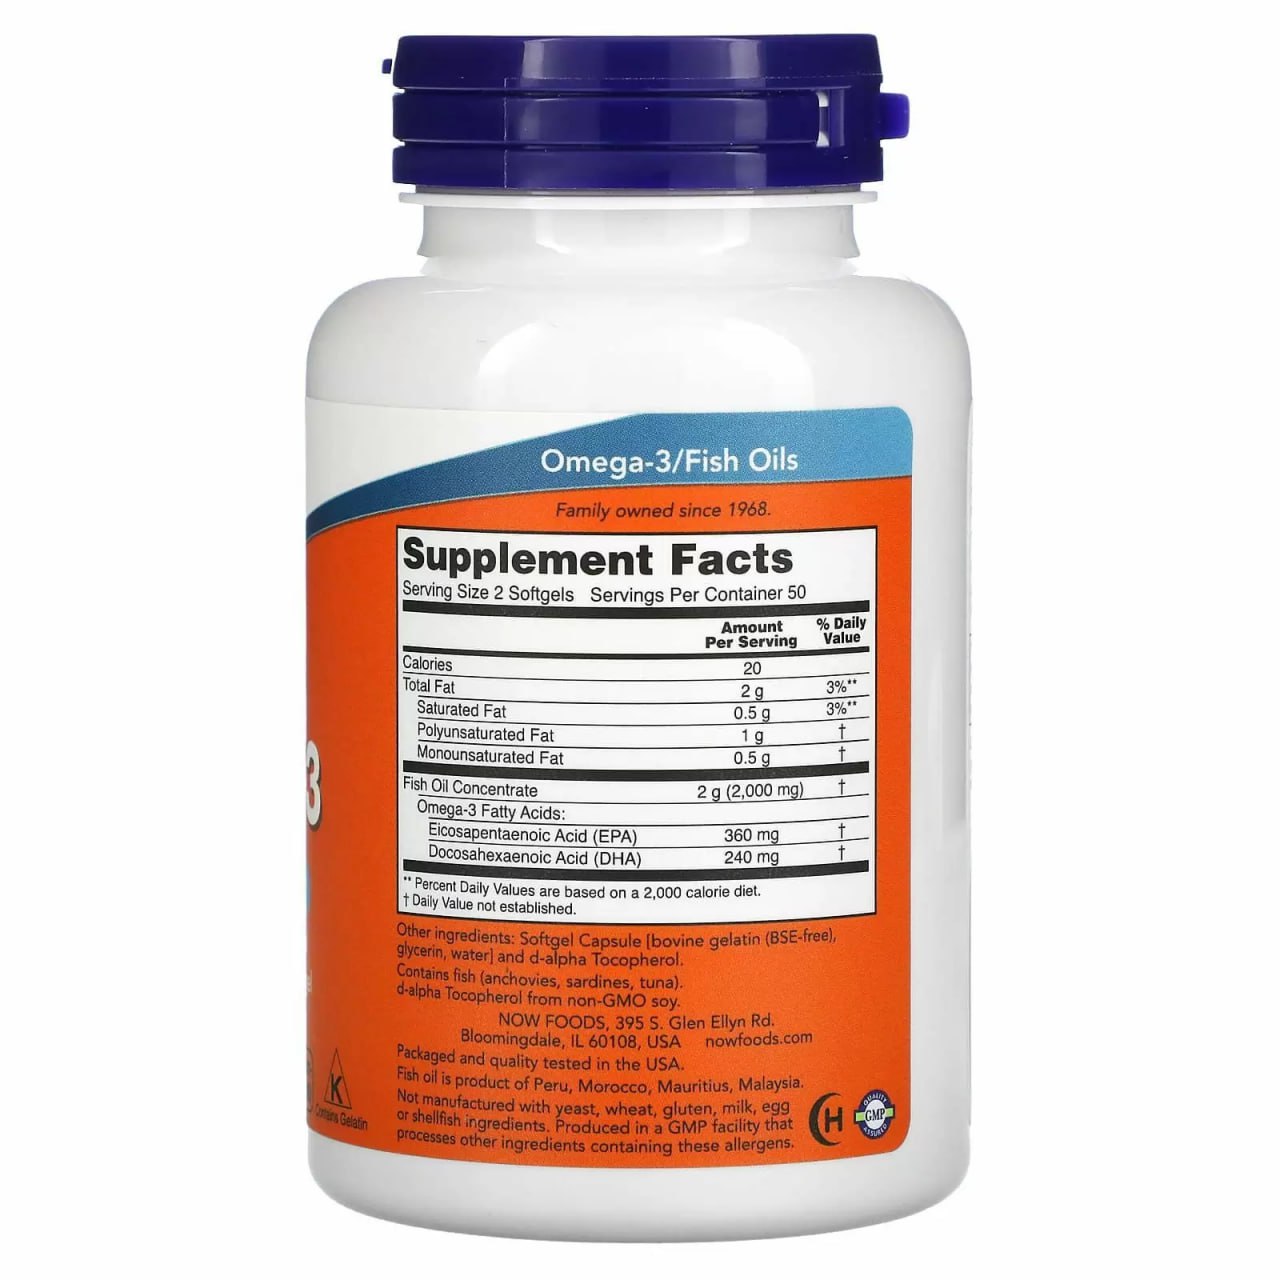 Omega-3/Fish Oils
Family owned since 1968.
Supplement Facts
Serving Size 2 Softgels Servings Per Container 50
Amount Per Serving % Daily Value
Calories 20
Total Fat 2 g 3%**
Saturated Fat 0.5 g 3%**
Polyunsaturated Fat 1 g †
Monounsaturated Fat 0.5 g †
Fish Oil Concentrate 2 g (2,000 mg) †
Omega-3 Fatty Acids:
Eicosapentaenoic Acid (EPA) 360 mg †
Docosahexaenoic Acid (DHA) 240 mg †
** Percent Daily Values are based on a 2,000 calorie diet.
† Daily Value not established.
Other ingredients: Softgel Capsule [bovine gelatin (BSE-free),
glycerin, water] and d-alpha Tocopherol.
Contains fish (anchovies, sardines, tuna).
d-alpha Tocopherol from non-GMO soy.
NOW FOODS, 395 S. Glen Ellyn Rd.
Bloomingdale, IL 60108, USA nowfoods.com
Packaged and quality tested in the USA.
Fish oil is product of Peru, Morocco, Mauritius, Malaysia.
Not manufactured with yeast, wheat, gluten, milk, egg
or shellfish ingredients. Produced in a GMP facility that
processes other ingredients containing these allergens.
H
QUALITY
GMP
ASSURED
3
K
Contains Gelatin